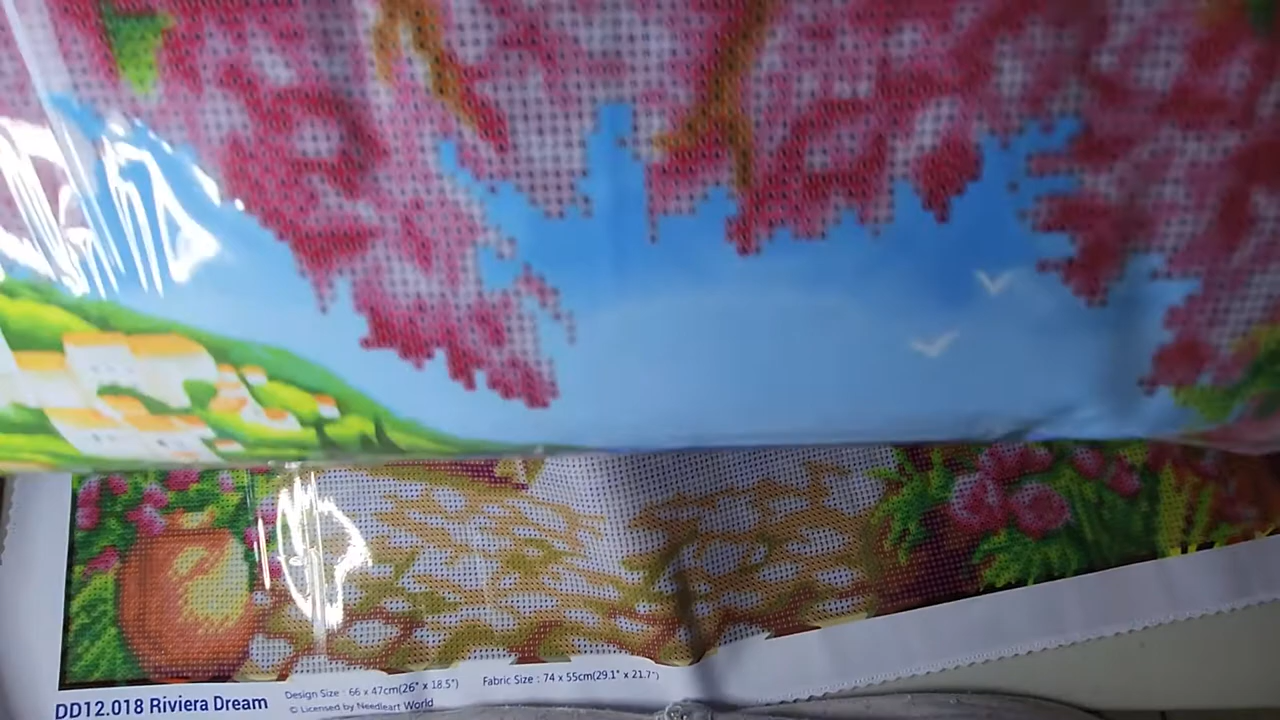 DD12.018 Riviera Dream
Design Size : 66 x 47cm(26" x 18.5")
© Licensed by Needleart World
Fabric Size : 74 x 55cm(29.1" x 21.7")